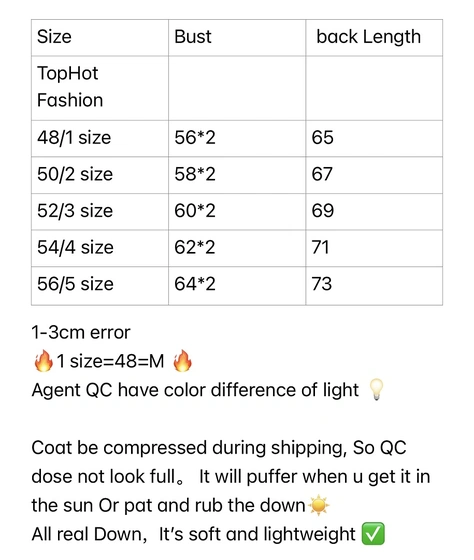 Size Bust back Length
TopHot
Fashion
48/1 size 56*2 65
50/2 size 58*2 67
52/3 size 60*2 69
54/4 size 62*2 71
56/5 size 64*2 73
1-3cm error
🔥1 size=48=M 🔥
Agent QC have color difference of light 💡
Coat be compressed during shipping, So QC
dose not look full。 It will puffer when u get it in
the sun Or pat and rub the down☀️
All real Down，It’s soft and lightweight ✅